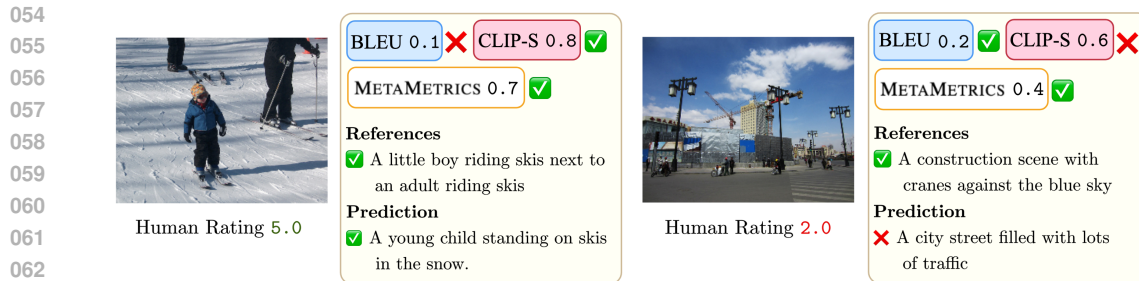 054
055
056
057
058
059
060
061
062
Human Rating 5.0
BLEU 0.1 ❌ CLIP-S 0.8 ✅
METAMETRICS 0.7 ✅
References
✅ A little boy riding skis next to
an adult riding skis
Prediction
✅ A young child standing on skis
in the snow.
Human Rating 2.0
BLEU 0.2 ✅ CLIP-S 0.6 ❌
METAMETRICS 0.4 ✅
References
✅ A construction scene with
cranes against the blue sky
Prediction
❌ A city street filled with lots
of traffic